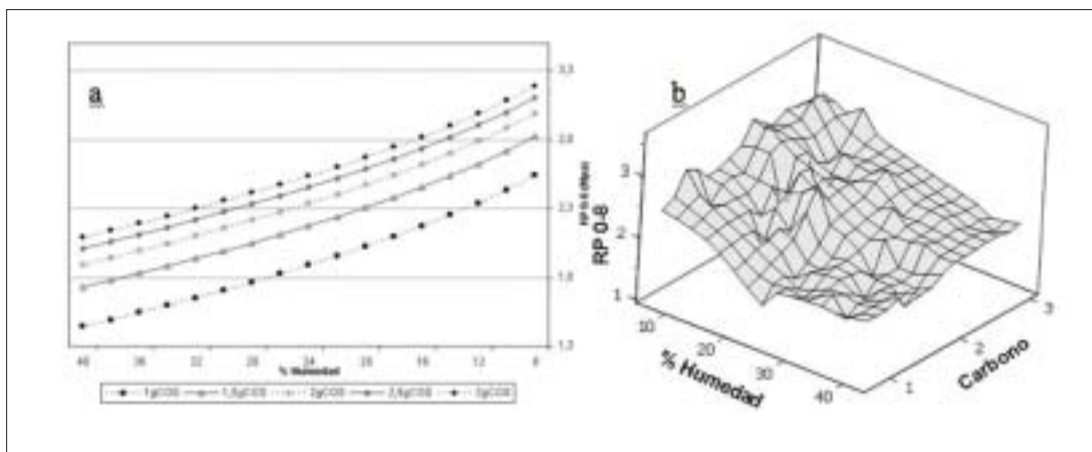 a
3,3
2,8
2,3
1,8
1,3
40
36
32
28
24
20
16
12
8
% Humedad
1gCOS
1,5gCOS
2gCOS
2,5gCOS
3gCOS
b
RP 0-8
3
2
1
10
20
30
40
% Humedad
1
2
3
Carbono